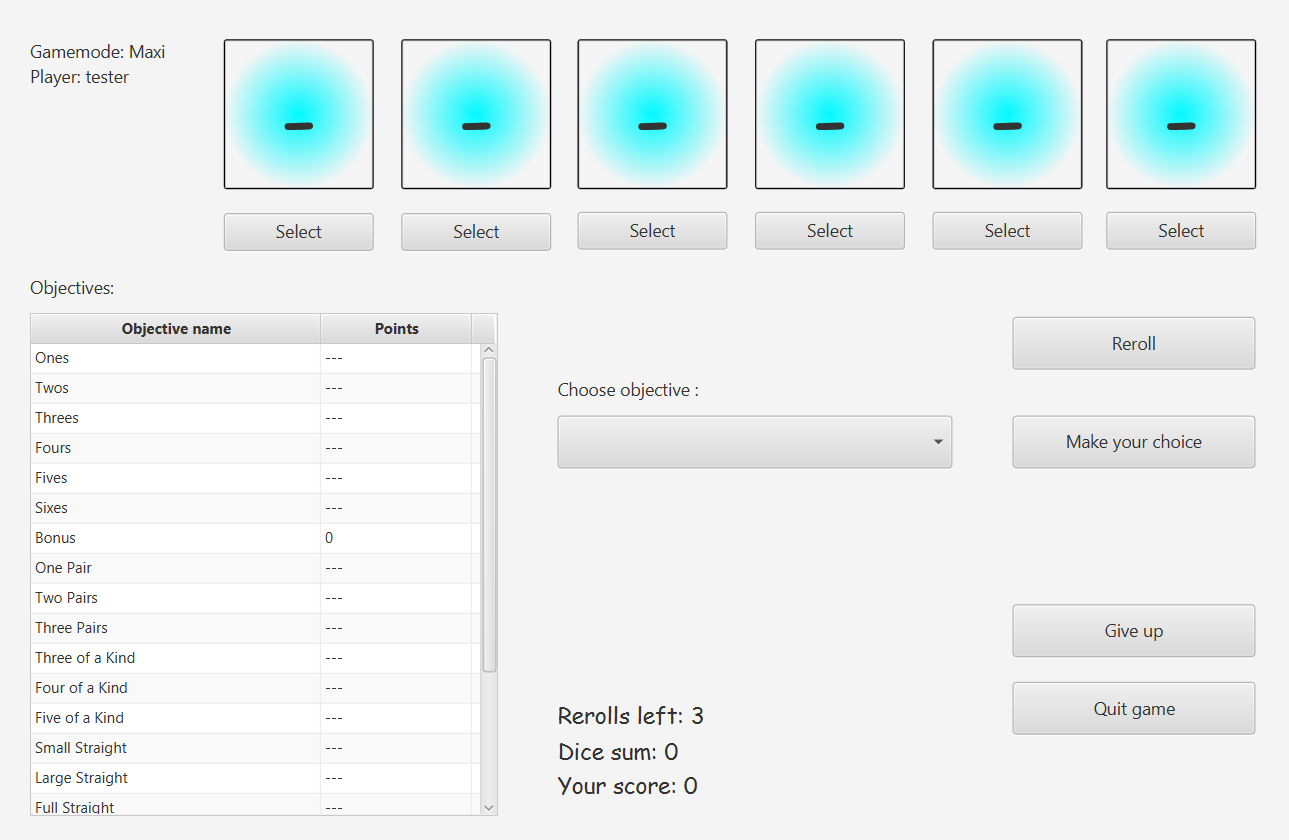 Gamemode: Maxi
Player: tester
- - - - - -
Select Select Select Select Select Select
Objectives:
Objective name Points
Ones ---
Twos ---
Threes ---
Fours ---
Fives ---
Sixes ---
Bonus 0
One Pair ---
Two Pairs ---
Three Pairs ---
Three of a Kind ---
Four of a Kind ---
Five of a Kind ---
Small Straight ---
Large Straight ---
Full Straight ---
Choose objective :
Reroll
Make your choice
Give up
Quit game
Rerolls left: 3
Dice sum: 0
Your score: 0